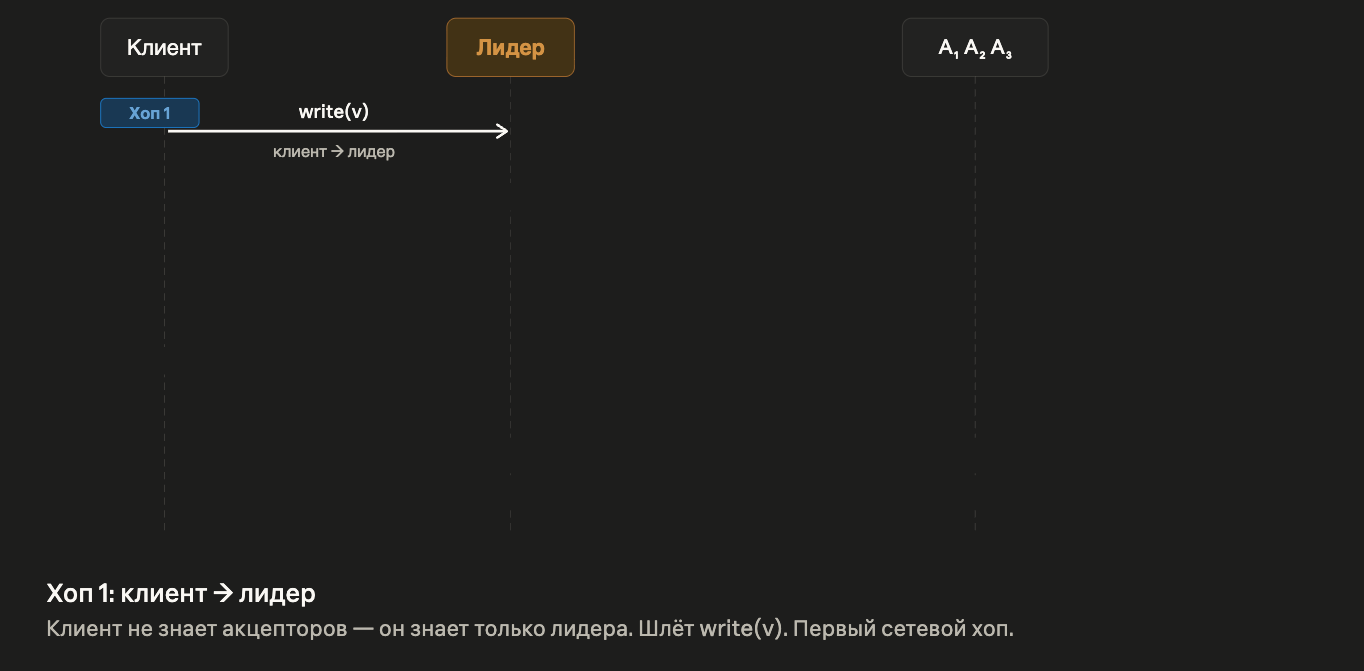 Клиент
Лидер
A₁ A₂ A₃
Хоп 1
write(v)
клиент → лидер
Хоп 1: клиент → лидер
Клиент не знает акцепторов — он знает только лидера. Шлёт write(v). Первый сетевой хоп.